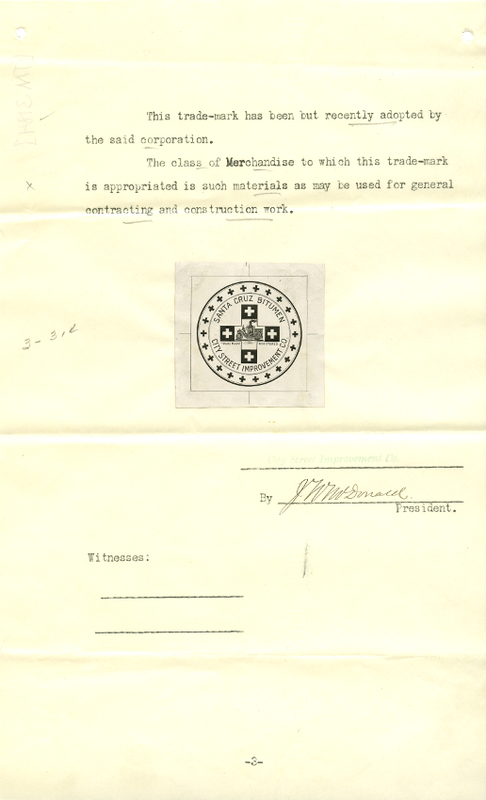 This trade-mark has been but recently adopted by
the said corporation.
The class of Merchandise to which this trade-mark
is appropriated is such materials as may be used for general
contracting and construction work.
x
SANTA CRUZ BITUMEN
CITY STREET IMPROVEMENT CO
City Street Improvement Co.
By J W McDonald.
President.
Witnesses:
-3-